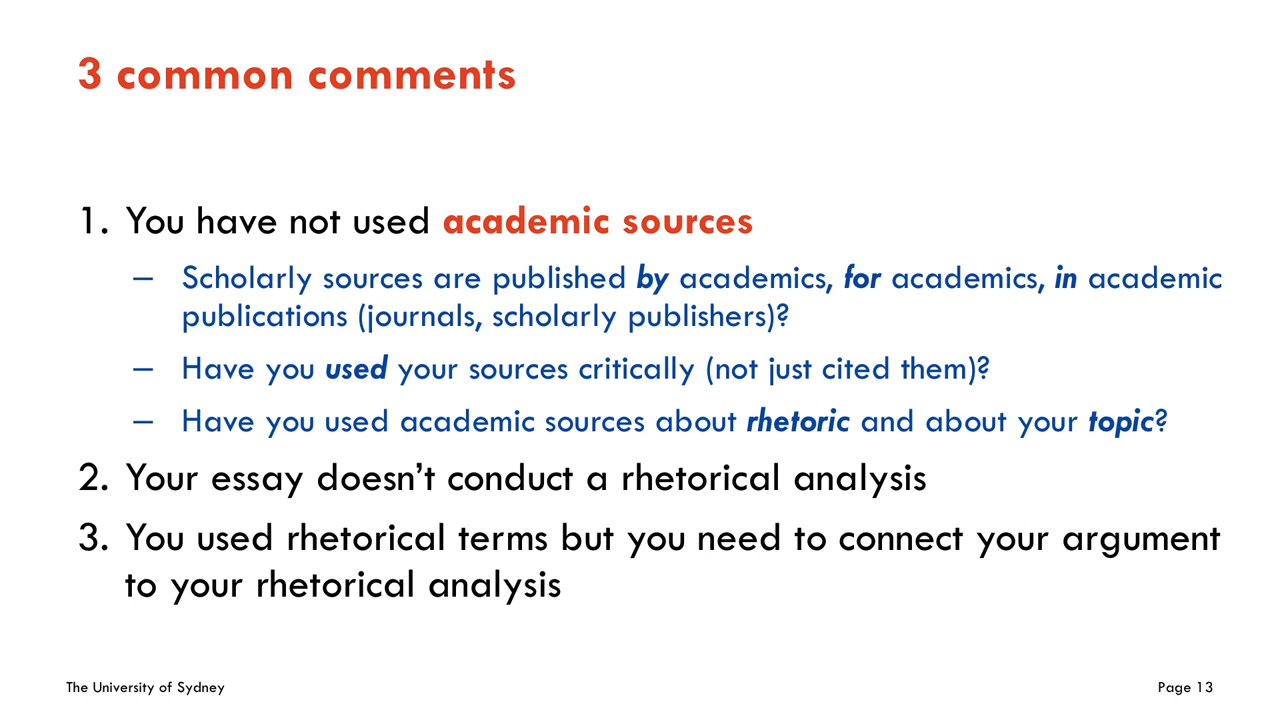 3 common comments
1. You have not used academic sources
– Scholarly sources are published by academics, for academics, in academic
publications (journals, scholarly publishers)?
– Have you used your sources critically (not just cited them)?
– Have you used academic sources about rhetoric and about your topic?
2. Your essay doesn’t conduct a rhetorical analysis
3. You used rhetorical terms but you need to connect your argument
to your rhetorical analysis
The University of Sydney
Page 13